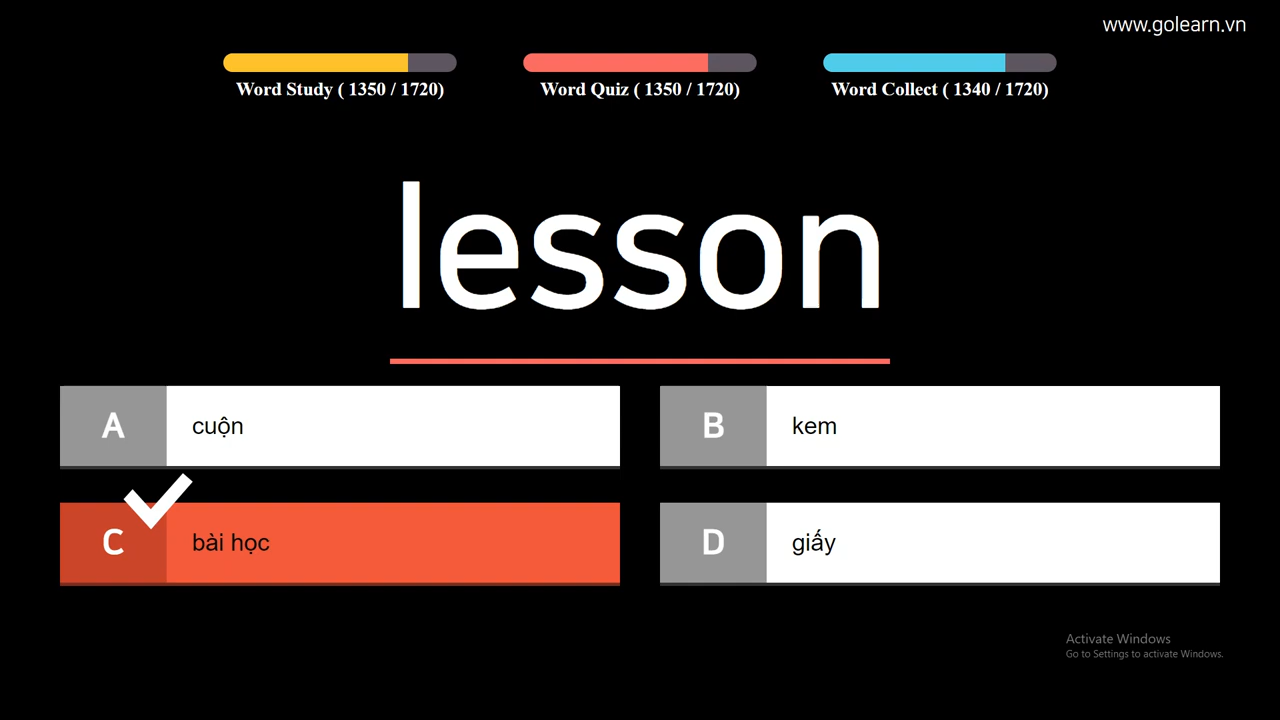 www.golearn.vn
Word Study ( 1350 / 1720)
Word Quiz ( 1350 / 1720)
Word Collect ( 1340 / 1720)
lesson
A cuộn
B kem
C bài học
D giấy
Activate Windows
Go to Settings to activate Windows.